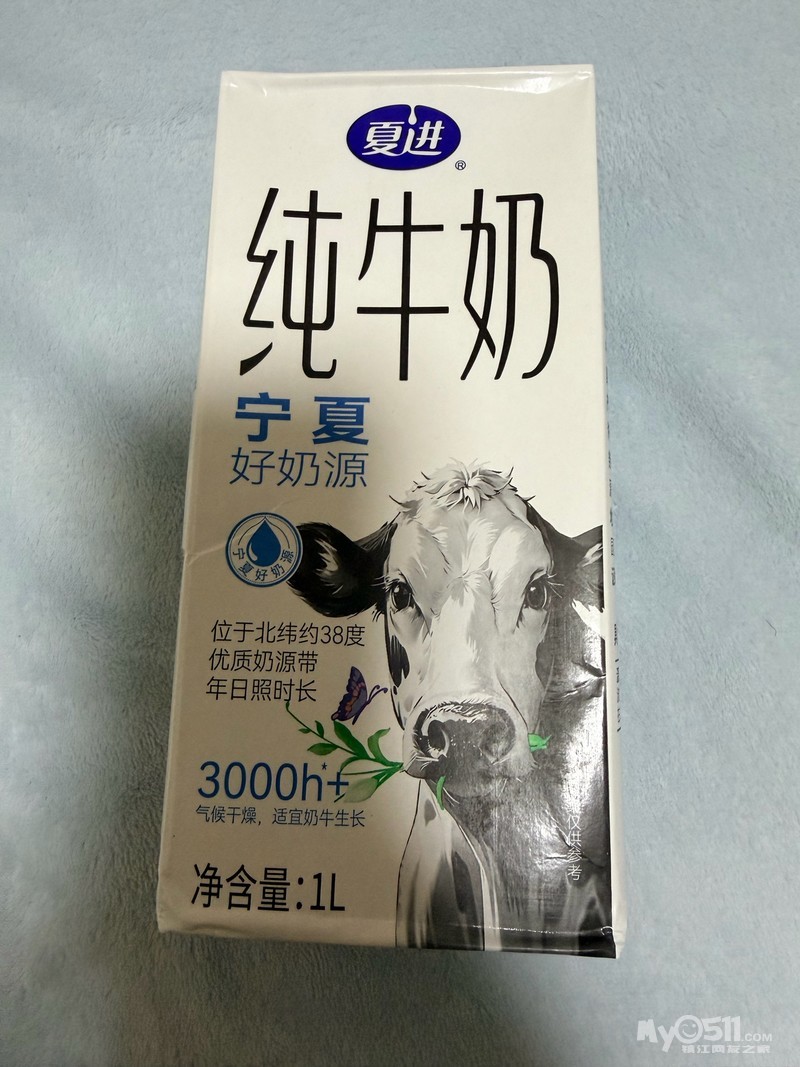 夏进
®
纯牛奶
宁夏
好奶源
宁夏好奶源
位于北纬约38度
优质奶源带
年日照时长
3000h*+
气候干燥，适宜奶牛生长
净含量：1L
仅供参考
My0511.COM
镇江网友之家